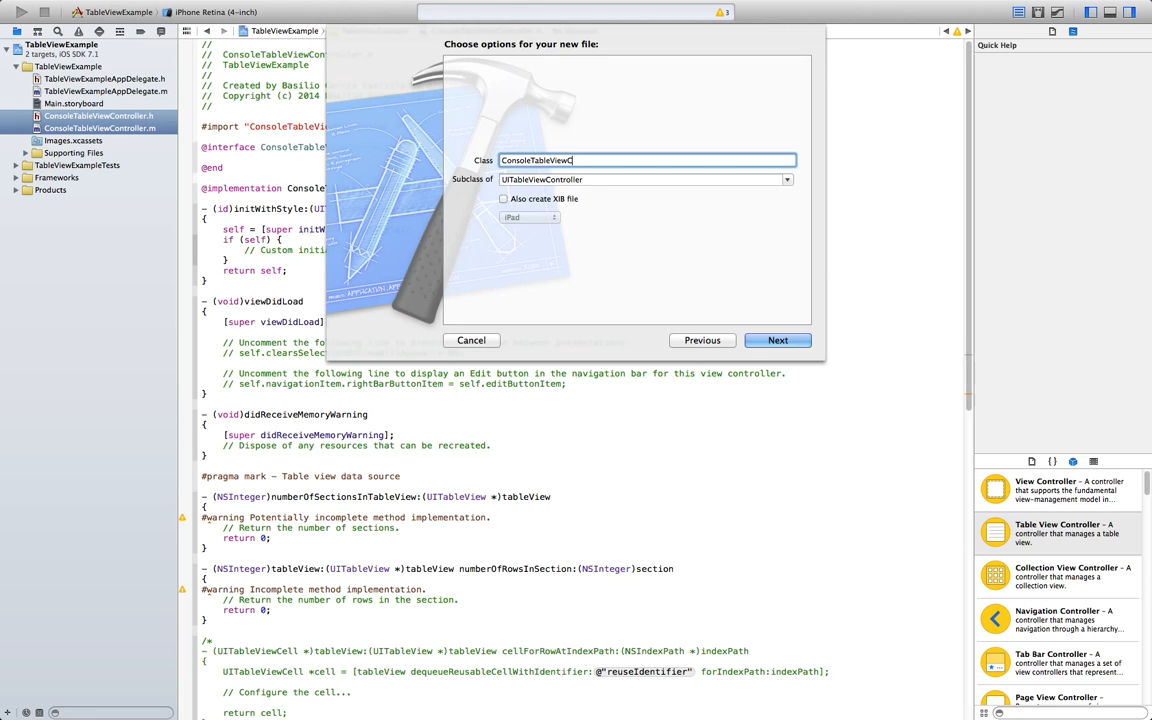 TableViewExample
iPhone Retina (4-inch)
3
TableViewExample
Quick Help
TableViewExample
2 targets, iOS SDK 7.1
TableViewExample
TableViewExampleAppDelegate.h
TableViewExampleAppDelegate.m
Main.storyboard
ConsoleTableViewController.h
ConsoleTableViewController.m
Images.xcassets
Supporting Files
TableViewExampleTests
Frameworks
Products
Choose options for your new file:
Class ConsoleTableViewC
Subclass of UITableViewController
Also create XIB file
iPad
Cancel
Previous
Next
//
// ConsoleTableViewCon
// TableViewExample
//
// Created by Basilio
// Copyright (c) 2014
//
#import "ConsoleTableVi
@interface ConsoleTable
@end
@implementation Conso
- (id)initWithStyle:(UI
{
self = [super initW
if (self) {
// Custom initi
}
return self;
}
- (void)viewDidLoad
{
[super viewDidLoad]
// Uncomment the
// self.clearsSelec
// Uncomment the following line to display an Edit button in the navigation bar for this view controller.
// self.navigationItem.rightBarButtonItem = self.editButtonItem;
}
- (void)didReceiveMemoryWarning
{
[super didReceiveMemoryWarning];
// Dispose of any resources that can be recreated.
}
#pragma mark - Table view data source
- (NSInteger)numberOfSectionsInTableView:(UITableView *)tableView
{
#warning Potentially incomplete method implementation.
// Return the number of sections.
return 0;
}
- (NSInteger)tableView:(UITableView *)tableView numberOfRowsInSection:(NSInteger)section
{
#warning Incomplete method implementation.
// Return the number of rows in the section.
return 0;
}
/*
- (UITableViewCell *)tableView:(UITableView *)tableView cellForRowAtIndexPath:(NSIndexPath *)indexPath
{
UITableViewCell *cell = [tableView dequeueReusableCellWithIdentifier:@"reuseIdentifier" forIndexPath:indexPath];
// Configure the cell...
return cell;
View Controller - A controller
that supports the fundamental
view-management model in...
Table View Controller - A
controller that manages a table
view.
Collection View Controller - A
controller that manages a
collection view.
Navigation Controller - A
controller that manages
navigation through a hierarchy...
Tab Bar Controller - A
controller that manages a set of
view controllers that represent...
Page View Controller -